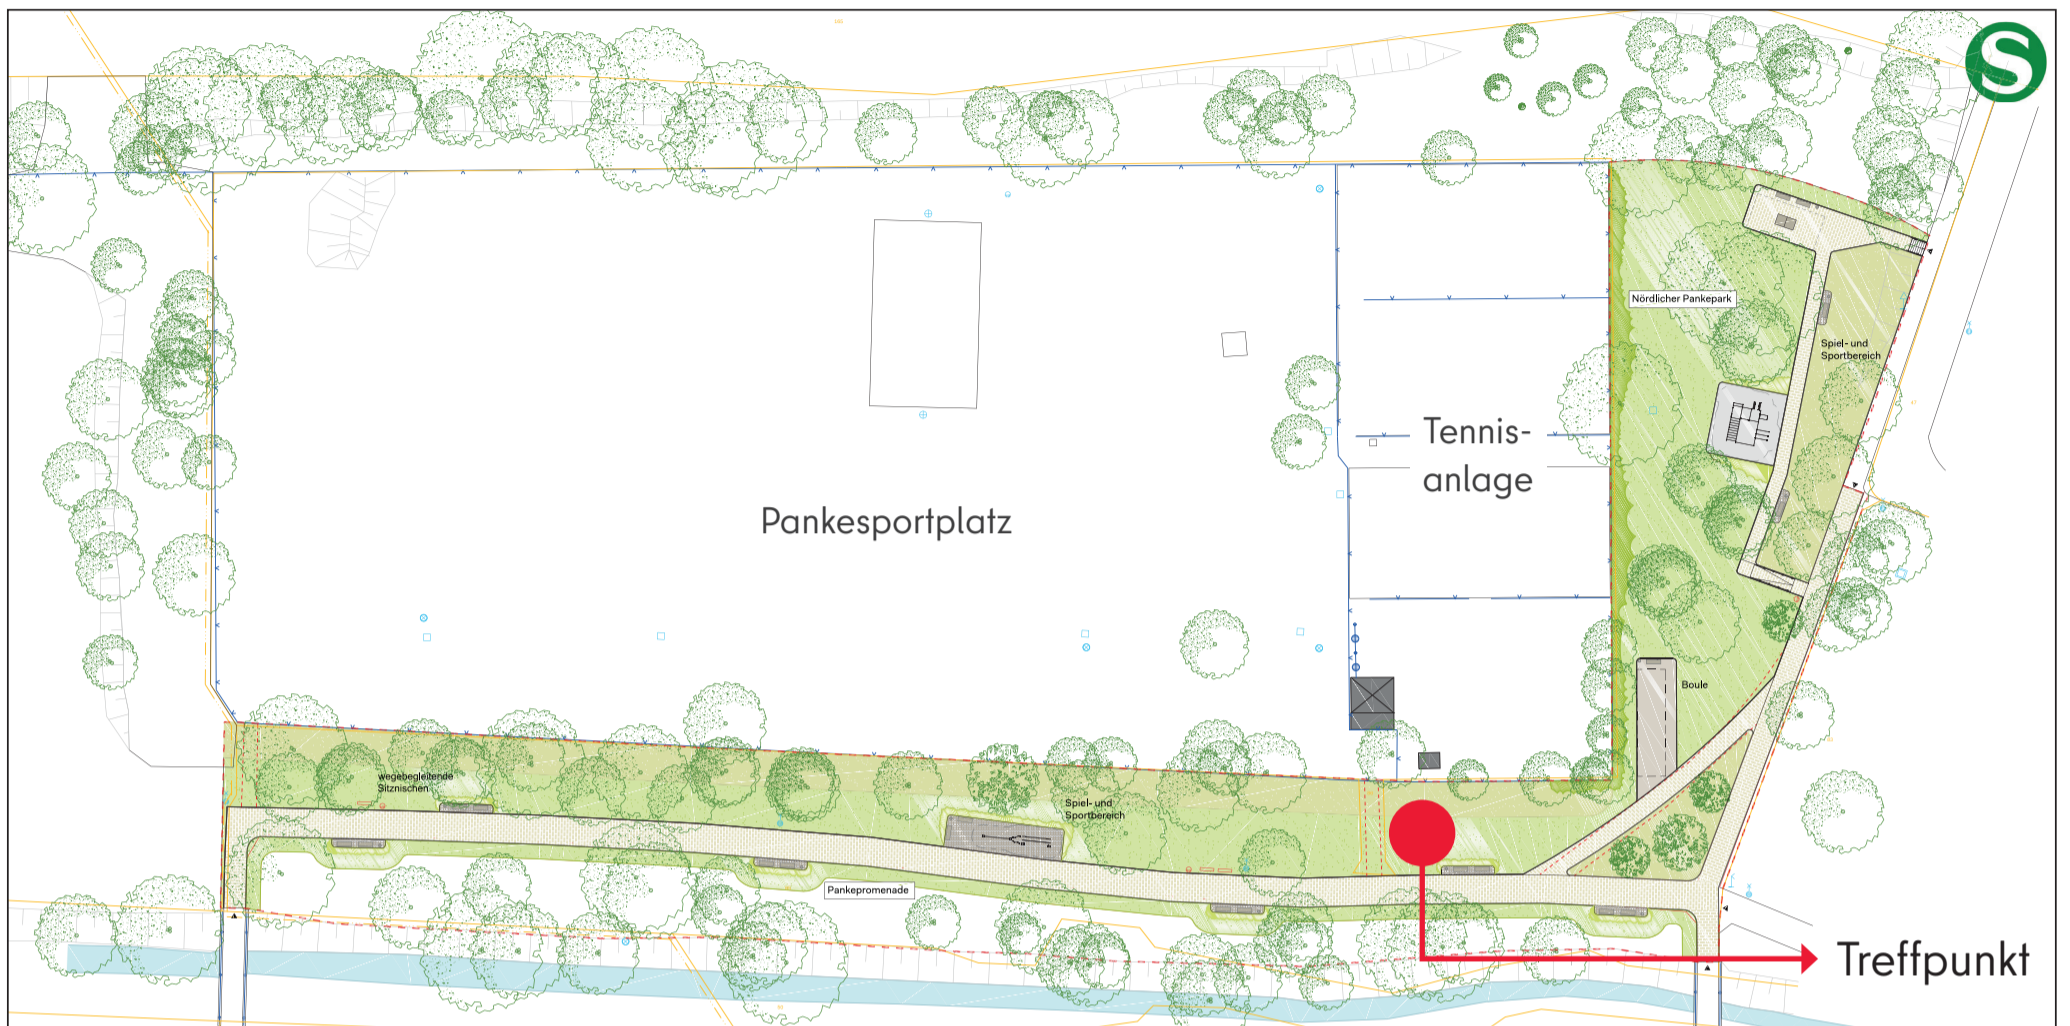 S
Nördlicher Pankepark
Spiel- und
Sportbereich
Tennis-
anlage
Pankesportplatz
Boule
wegebegleitende
Sitznischen
Spiel- und
Sportbereich
Pankepromenade
Treffpunkt